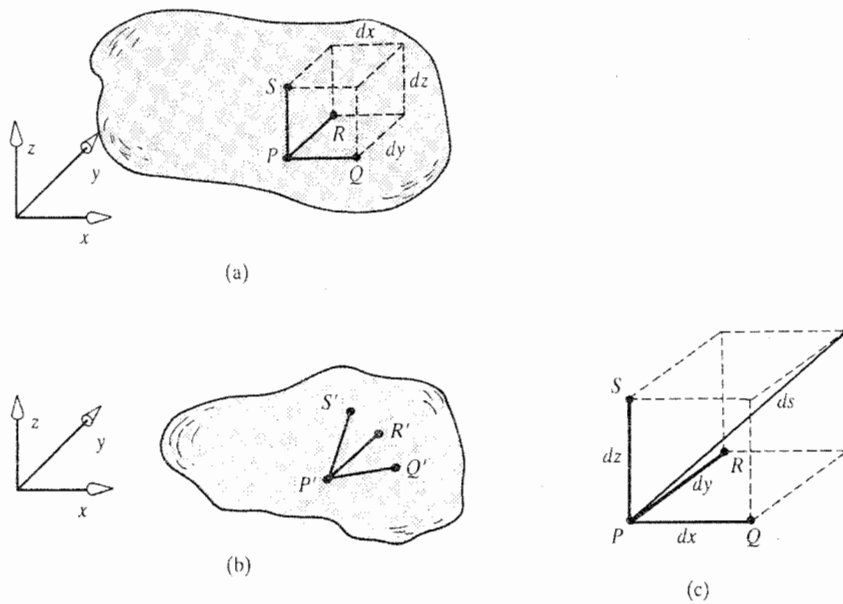 dx
S
dz
R
P
dy
Q
z
y
x
(a)
S'
R'
Q'
P'
z
y
x
(b)
S
ds
dz
R
dy
P
dx
Q
(c)